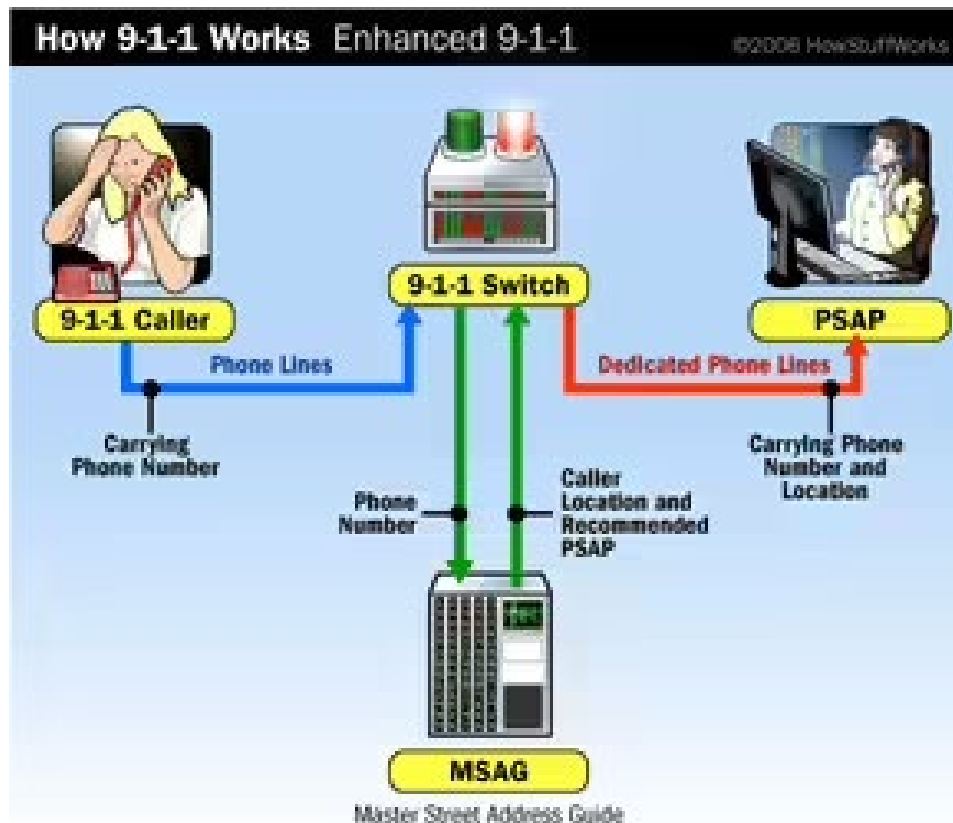 How 9-1-1 Works Enhanced 9-1-1
©2006 HowStuffWorks
9-1-1 Caller
9-1-1 Switch
PSAP
Phone Lines
Dedicated Phone Lines
Carrying
Phone Number
Carrying Phone
Number and
Location
Phone
Number
Caller
Location and
Recommended
PSAP
MSAG
Master Street Address Guide